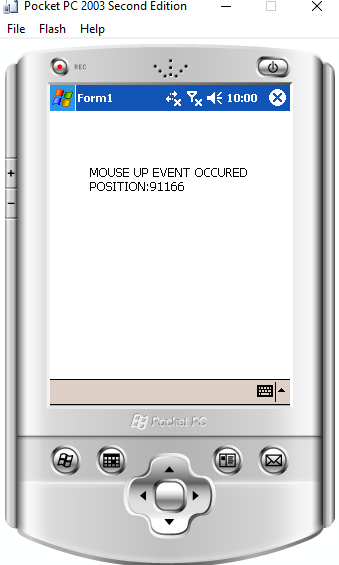 Pocket PC 2003 Second Edition
File Flash Help
REC
Form1 10:00
MOUSE UP EVENT OCCURED
POSITION:91166
Pocket PC